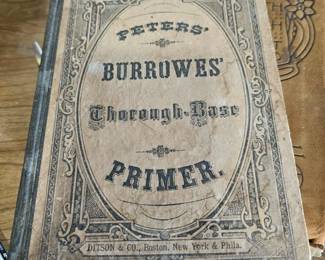 PETERS'
BURROWES'
Thorough-Base
PRIMER.
DITSON & CO., Boston, New York & Phila.